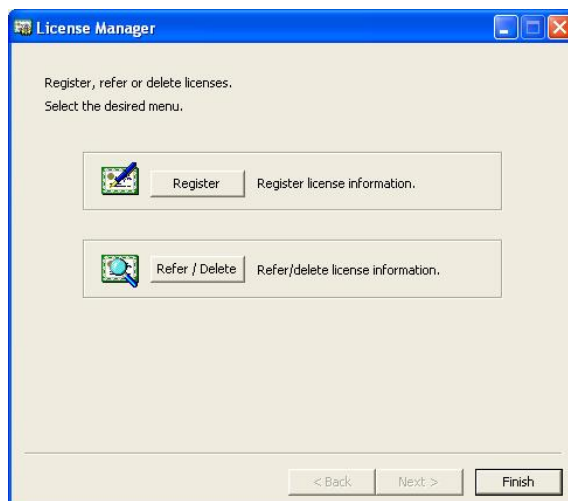 License Manager
Register, refer or delete licenses.
Select the desired menu.
Register
Register license information.
Refer / Delete
Refer/delete license information.
< Back
Next >
Finish